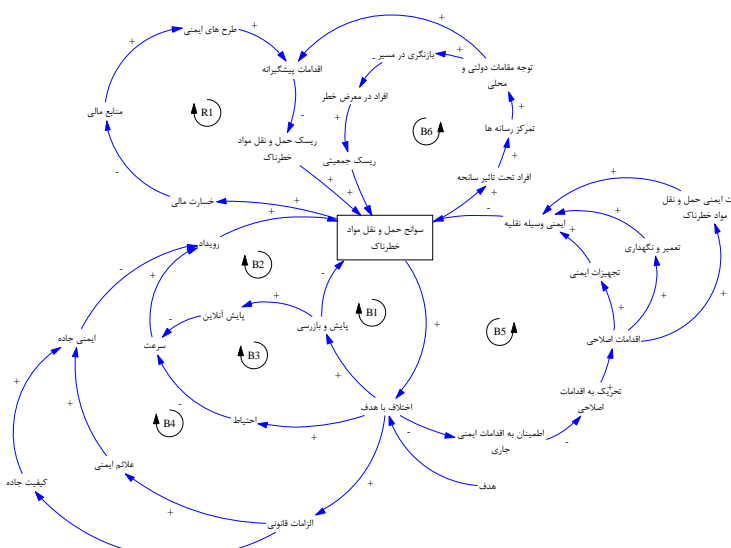 طرح های ایمنی
اقدامات پیشگیرانه
بازنگری در مسیر
توجه مقامات دولتی و
محلی
افراد در معرض خطر
منابع مالی
R1
B6
تمرکز رسانه ها
ریسک حمل و نقل مواد
خطرناک
ریسک جمعیتی
افراد تحت تاثیر سانحه
خسارت مالی
ت ایمنی حمل و نقل
مواد خطرناک
سوانح حمل و نقل مواد
خطرناک
ایمنی وسیله نقلیه
رویداد
تعمیر و نگهداری
B2
تجهیزات ایمنی
پایش آنلاین
پایش و بازرسی
B1
B5
ایمنی جاده
سرعت
B3
اقدامات اصلاحی
تحریک به اقدامات
اصلاحی
اختلاف با هدف
احتیاط
B4
اطمینان به اقدامات ایمنی
جاری
علائم ایمنی
کیفیت جاده
هدف
الزامات قانونی